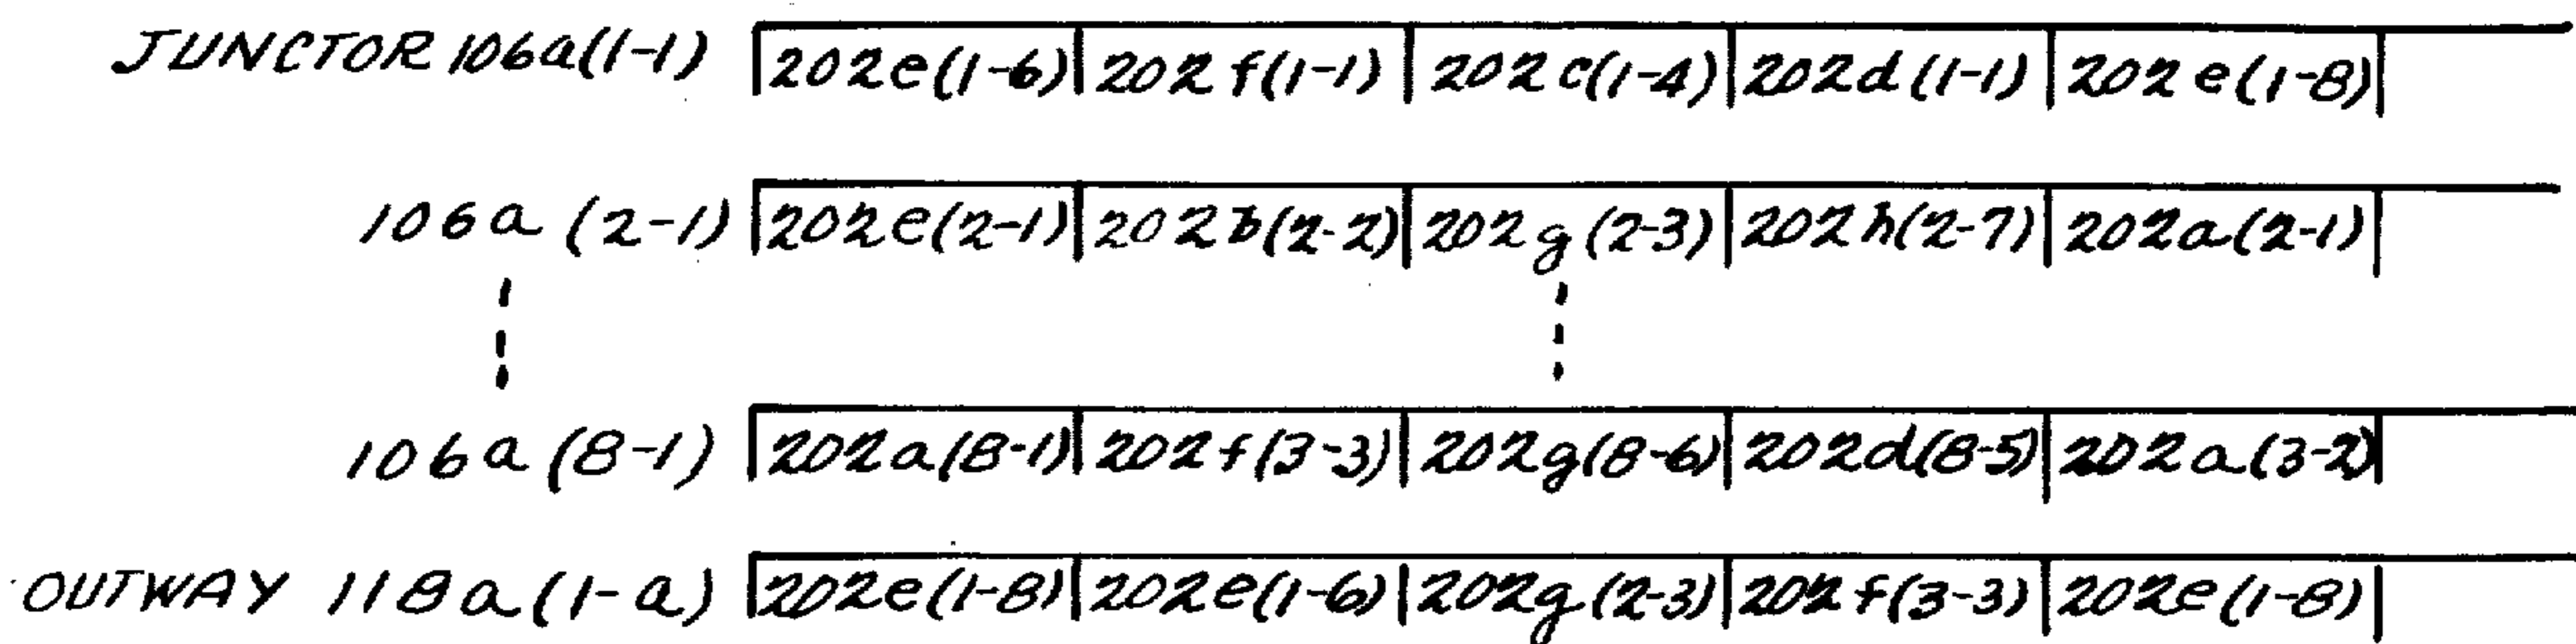 JUNCTOR 106a(1-1) 202e(1-6) 202f(1-1) 202c(1-4) 202d(1-1) 202e(1-8)
106a (2-1) 202e(2-1) 202b(2-2) 202g(2-3) 202h(2-7) 202a(2-1)
106a (8-1) 202a(8-1) 202f(3-3) 202g(8-6) 202d(8-5) 202a(3-2)
OUTWAY 118a(1-a) 202e(1-8) 202e(1-6) 202g(2-3) 202f(3-3) 202e(1-8)